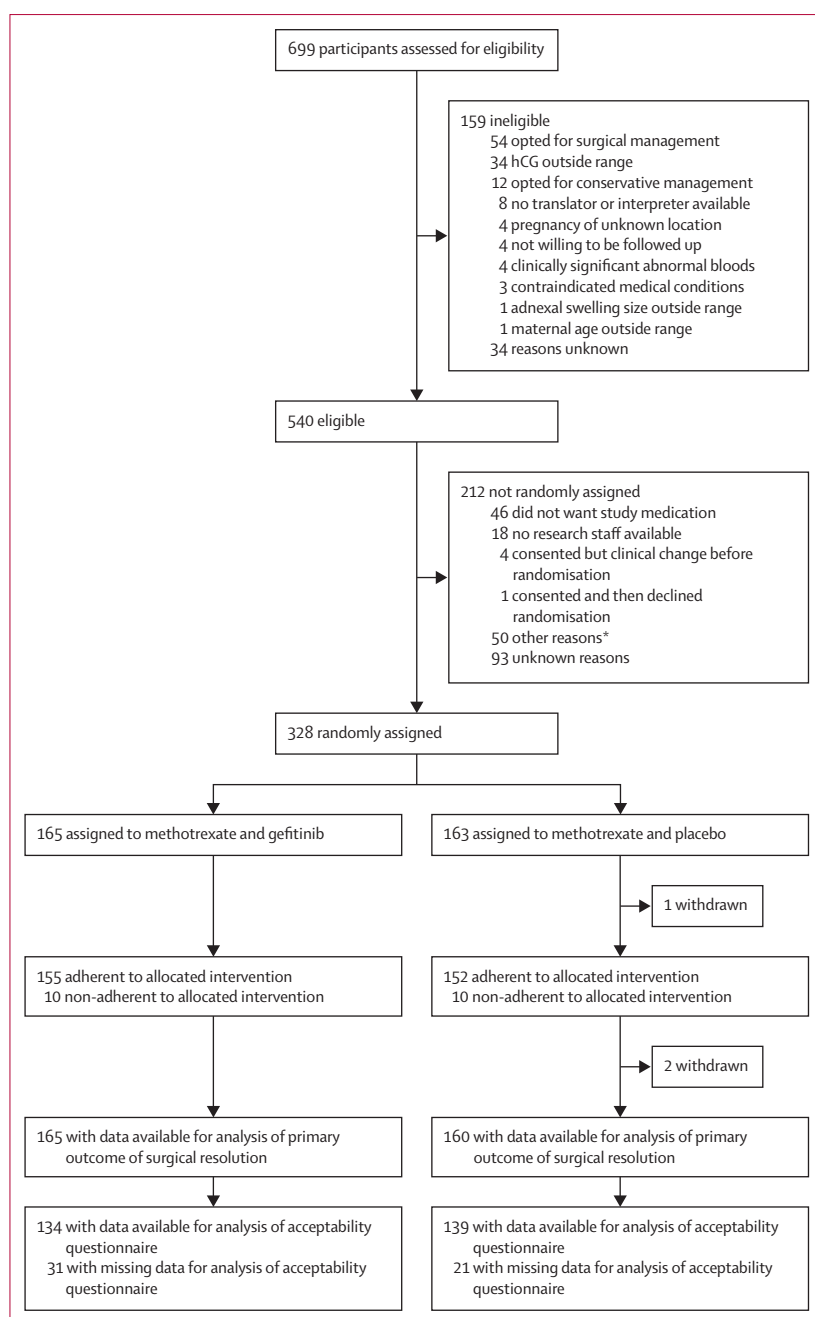 699 participants assessed for eligibility
159 ineligible
54 opted for surgical management
34 hCG outside range
12 opted for conservative management
8 no translator or interpreter available
4 pregnancy of unknown location
4 not willing to be followed up
4 clinically significant abnormal bloods
3 contraindicated medical conditions
1 adnexal swelling size outside range
1 maternal age outside range
34 reasons unknown
540 eligible
212 not randomly assigned
46 did not want study medication
18 no research staff available
4 consented but clinical change before
randomisation
1 consented and then declined
randomisation
50 other reasons*
93 unknown reasons
328 randomly assigned
165 assigned to methotrexate and gefitinib
163 assigned to methotrexate and placebo
1 withdrawn
155 adherent to allocated intervention
10 non-adherent to allocated intervention
152 adherent to allocated intervention
10 non-adherent to allocated intervention
2 withdrawn
165 with data available for analysis of primary
outcome of surgical resolution
160 with data available for analysis of primary
outcome of surgical resolution
134 with data available for analysis of acceptability
questionnaire
31 with missing data for analysis of acceptability
questionnaire
139 with data available for analysis of acceptability
questionnaire
21 with missing data for analysis of acceptability
questionnaire